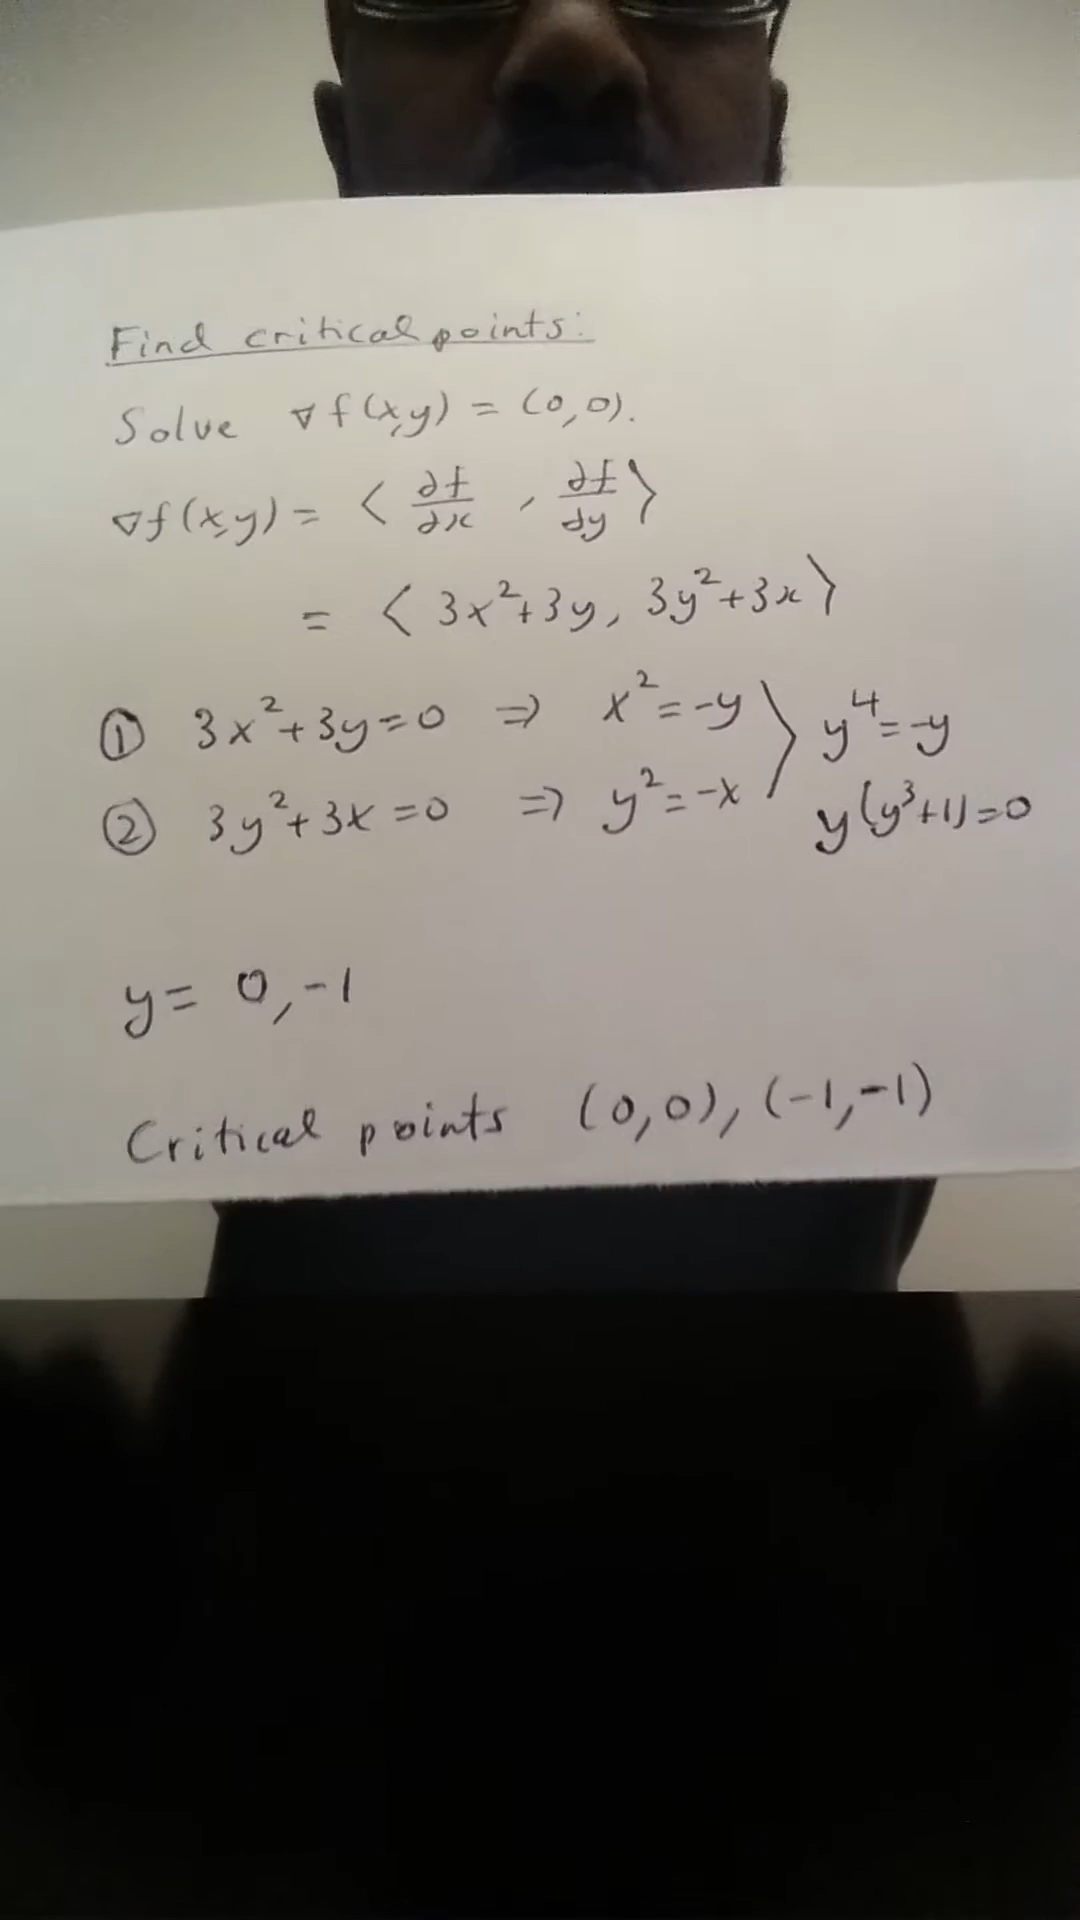 Find critical points:
Solve ∇f(x,y) = (0,0).
∇f(x,y) = ⟨ ∂f/∂x , ∂f/∂y ⟩
= ⟨ 3x²+3y, 3y²+3x ⟩
① 3x²+3y=0 ⇒ x²=-y ⟩ y⁴=-y
② 3y²+3x=0 ⇒ y²=-x y(y³+1)=0
y= 0,-1
Critical points (0,0), (-1,-1)